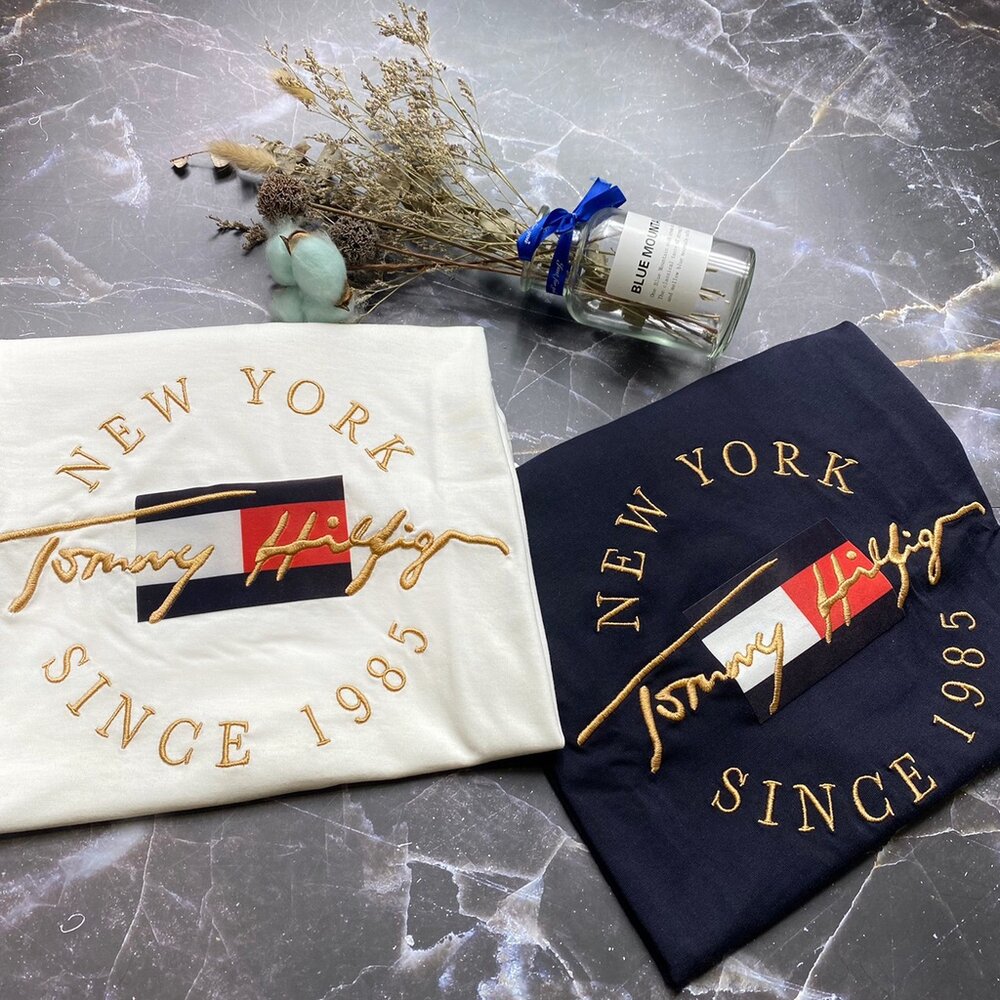 BLUE MOUNTA
NEW YORK
Tommy Hilfiger
SINCE 1985
NEW YORK
Tommy Hilfiger
SINCE 1985